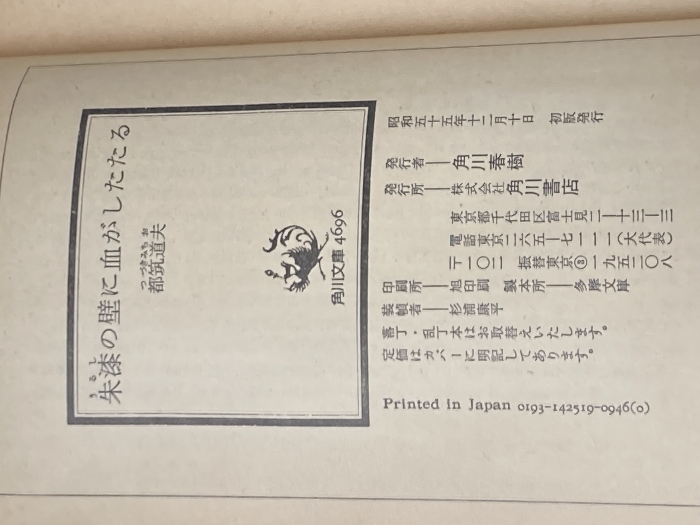 朱漆の壁に血がしたたる
うるし
都筑道夫
つづきみちお
角川文庫 4696
昭和五十五年十二月十日 初版発行
発行者──角川春樹
発行所──株式会社角川書店
東京都千代田区富士見二─十三─三
電話東京二六五─七一一一(大代表)
〒一〇二 振替東京③一九五二〇八
印刷所──旭印刷 製本所──多摩文庫
装幀者──杉浦康平
落丁・乱丁本はお取替えいたします。
定価はカバーに明記してあります。
Printed in Japan 0193-142519-0946(0)